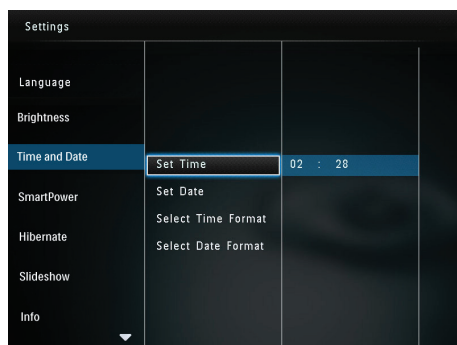 Settings
Language
Brightness
Time and Date
SmartPower
Hibernate
Slideshow
Info
Set Time
Set Date
Select Time Format
Select Date Format
02 : 28